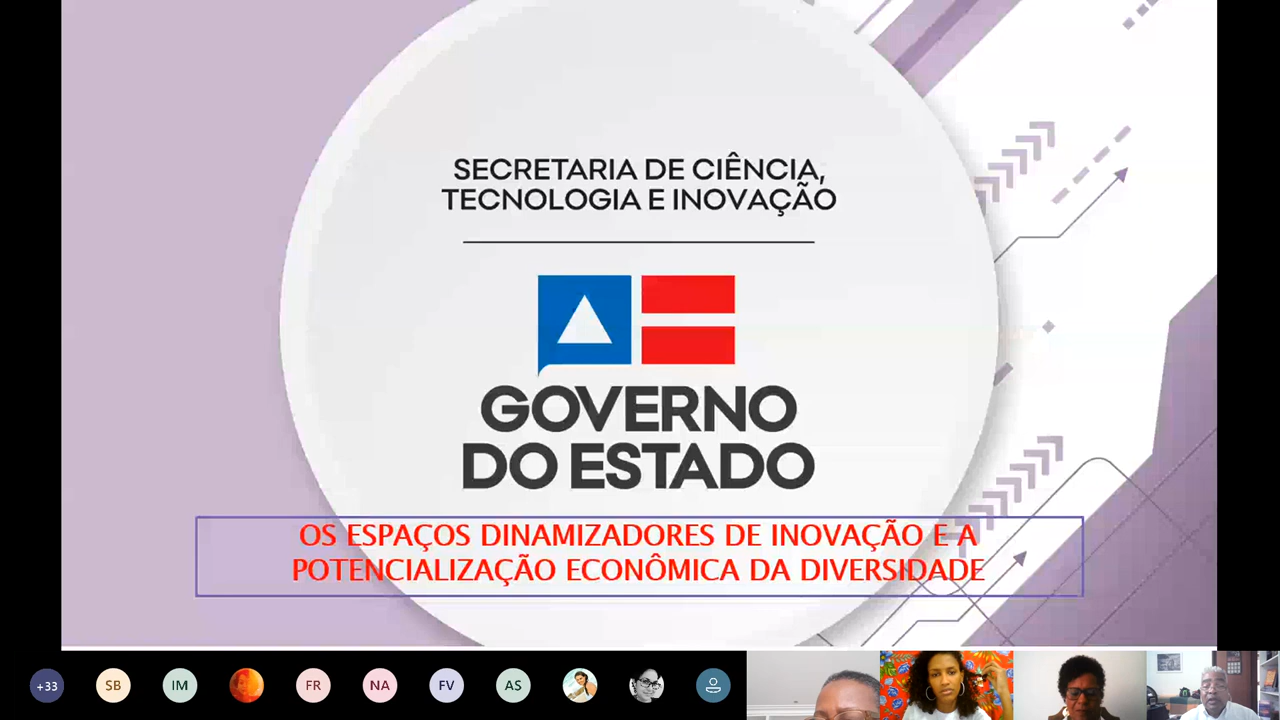 SECRETARIA DE CIÊNCIA,
TECNOLOGIA E INOVAÇÃO
GOVERNO
DO ESTADO
OS ESPAÇOS DINAMIZADORES DE INOVAÇÃO E A
POTENCIALIZAÇÃO ECONÔMICA DA DIVERSIDADE
+33 SB IM FR NA FV AS